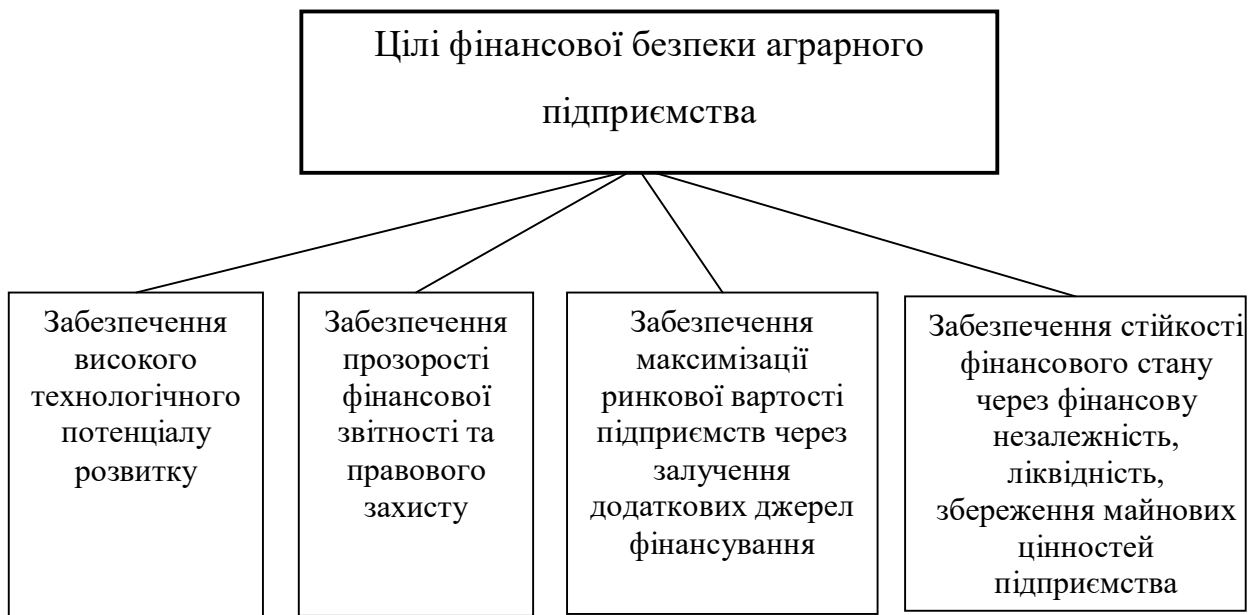 Цілі фінансової безпеки аграрного
підприємства
Забезпечення
високого
технологічного
потенціалу
розвитку
Забезпечення
прозорості
фінансової
звітності та
правового
захисту
Забезпечення
максимізації
ринкової вартості
підприємств через
залучення
додаткових джерел
фінансування
Забезпечення стійкості
фінансового стану
через фінансову
незалежність,
ліквідність,
збереження майнових
цінностей
підприємства